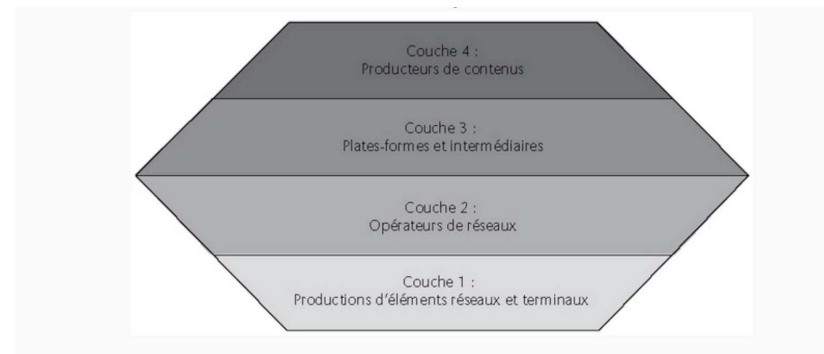 Couche 4 :
Producteurs de contenus
Couche 3 :
Plates-formes et intermédiaires
Couche 2 :
Opérateurs de réseaux
Couche 1 :
Productions d'éléments réseaux et terminaux